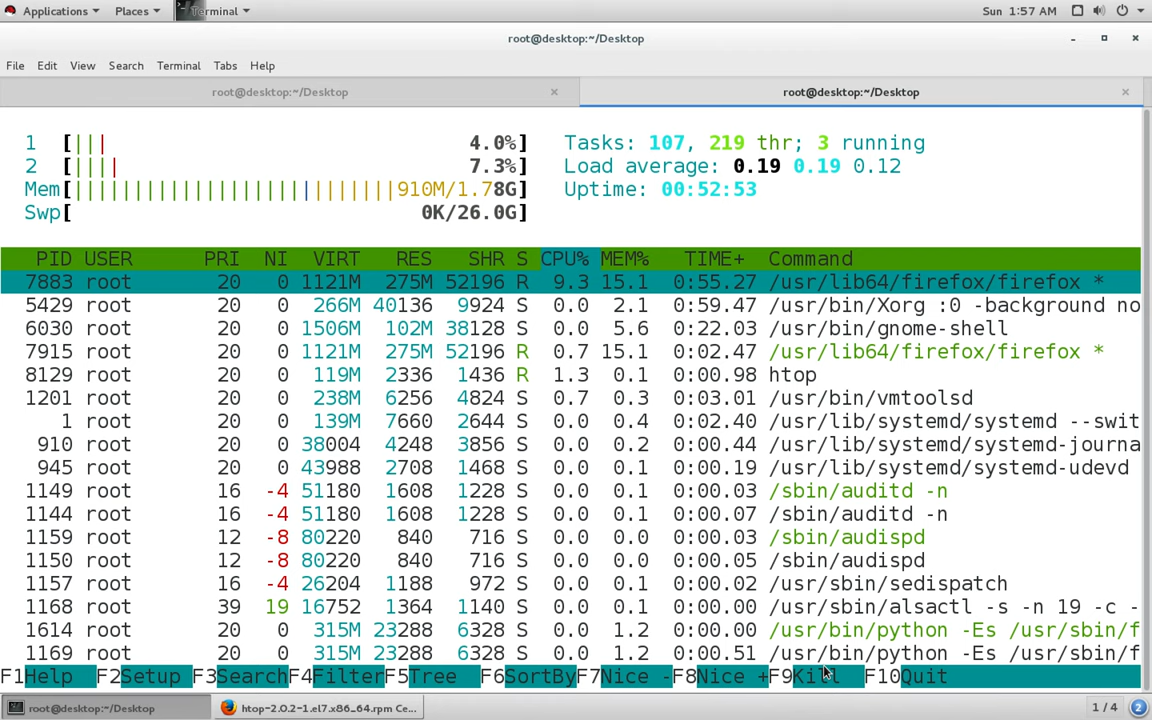 Applications Places Terminal Sun 1:57 AM
root@desktop:~/Desktop
File Edit View Search Terminal Tabs Help
root@desktop:~/Desktop root@desktop:~/Desktop
1 [||| 4.0%] Tasks: 107, 219 thr; 3 running
2 [|||| 7.3%] Load average: 0.19 0.19 0.12
Mem[|||||||||||||||||||||||||||910M/1.78G] Uptime: 00:52:53
Swp[ 0K/26.0G]
PID USER PRI NI VIRT RES SHR S CPU% MEM% TIME+ Command
7883 root 20 0 1121M 275M 52196 R 9.3 15.1 0:55.27 /usr/lib64/firefox/firefox *
5429 root 20 0 266M 40136 9924 S 0.0 2.1 0:59.47 /usr/bin/Xorg :0 -background no
6030 root 20 0 1506M 102M 38128 S 0.0 5.6 0:22.03 /usr/bin/gnome-shell
7915 root 20 0 1121M 275M 52196 R 0.7 15.1 0:02.47 /usr/lib64/firefox/firefox *
8129 root 20 0 119M 2336 1436 R 1.3 0.1 0:00.98 htop
1201 root 20 0 238M 6256 4824 S 0.7 0.3 0:03.01 /usr/bin/vmtoolsd
1 root 20 0 139M 7660 2644 S 0.0 0.4 0:02.40 /usr/lib/systemd/systemd --swit
910 root 20 0 38004 4248 3856 S 0.0 0.2 0:00.44 /usr/lib/systemd/systemd-journa
945 root 20 0 43988 2708 1468 S 0.0 0.1 0:00.19 /usr/lib/systemd/systemd-udevd
1149 root 16 -4 51180 1608 1228 S 0.0 0.1 0:00.03 /sbin/auditd -n
1144 root 16 -4 51180 1608 1228 S 0.0 0.1 0:00.07 /sbin/auditd -n
1159 root 12 -8 80220 840 716 S 0.0 0.0 0:00.03 /sbin/audispd
1150 root 12 -8 80220 840 716 S 0.0 0.0 0:00.05 /sbin/audispd
1157 root 16 -4 26204 1188 972 S 0.0 0.1 0:00.02 /usr/sbin/sedispatch
1168 root 39 19 16752 1364 1140 S 0.0 0.1 0:00.00 /usr/sbin/alsactl -s -n 19 -c -
1614 root 20 0 315M 23288 6328 S 0.0 1.2 0:00.00 /usr/bin/python -Es /usr/sbin/f
1169 root 20 0 315M 23288 6328 S 0.0 1.2 0:00.51 /usr/bin/python -Es /usr/sbin/f
F1Help F2Setup F3SearchF4FilterF5Tree F6SortByF7Nice -F8Nice +F9Kill F10Quit
root@desktop:~/Desktop htop-2.0.2-1.el7.x86_64.rpm Ce... 1 / 4 2